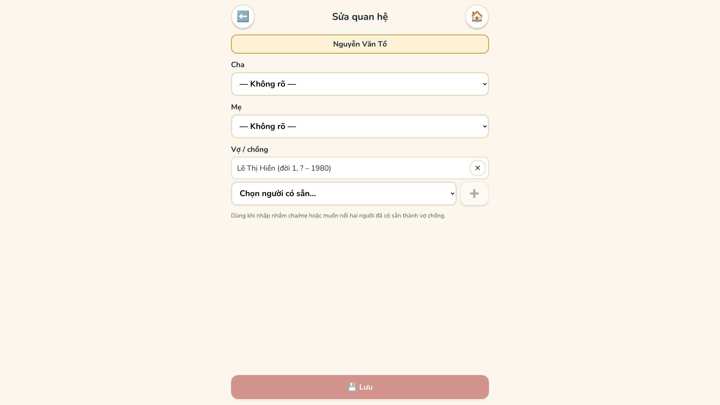 Sửa quan hệ
Nguyễn Văn Tổ
Cha
— Không rõ —
Mẹ
— Không rõ —
Vợ / chồng
Lê Thị Hiền (đời 1, ? – 1980)
Chọn người có sẵn...
Dùng khi nhập nhầm cha/mẹ hoặc muốn nối hai người đã có sẵn thành vợ chồng.
Lưu